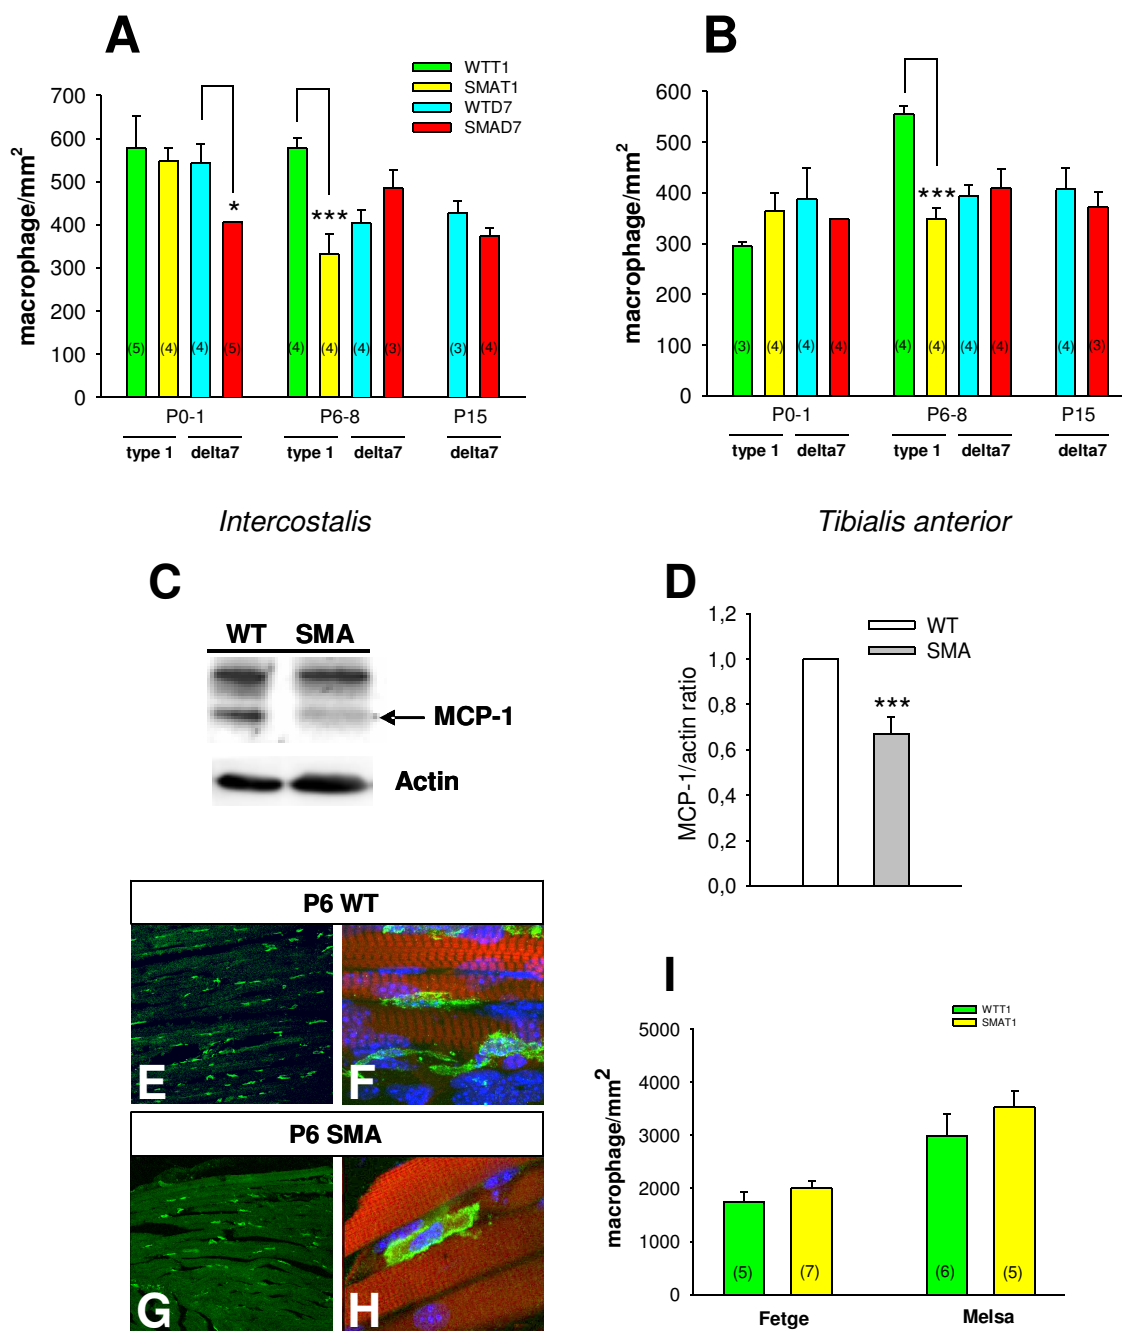 A
WTT1
SMAT1
WTD7
SMAD7
macrophage/mm²
700
600
500
400
300
200
100
0
*
***
(5) (4) (4) (5) (4) (4) (4) (3) (3) (4)
P0-1 P6-8 P15
type 1 delta7 type 1 delta7 delta7
Intercostalis
B
macrophage/mm²
600
500
400
300
200
100
0
***
(3) (4) (4) (4) (4) (4) (4) (4) (4) (3)
P0-1 P6-8 P15
type 1 delta7 type 1 delta7 delta7
Tibialis anterior
C
WT SMA
MCP-1
Actin
D
MCP-1/actin ratio
1,2
1,0
0,8
0,6
0,4
0,2
0,0
WT
SMA
***
P6 WT
E F
P6 SMA
G H
I
WTT1
SMAT1
macrophage/mm²
5000
4000
3000
2000
1000
0
(5) (7) (6) (5)
Fetge Melsa